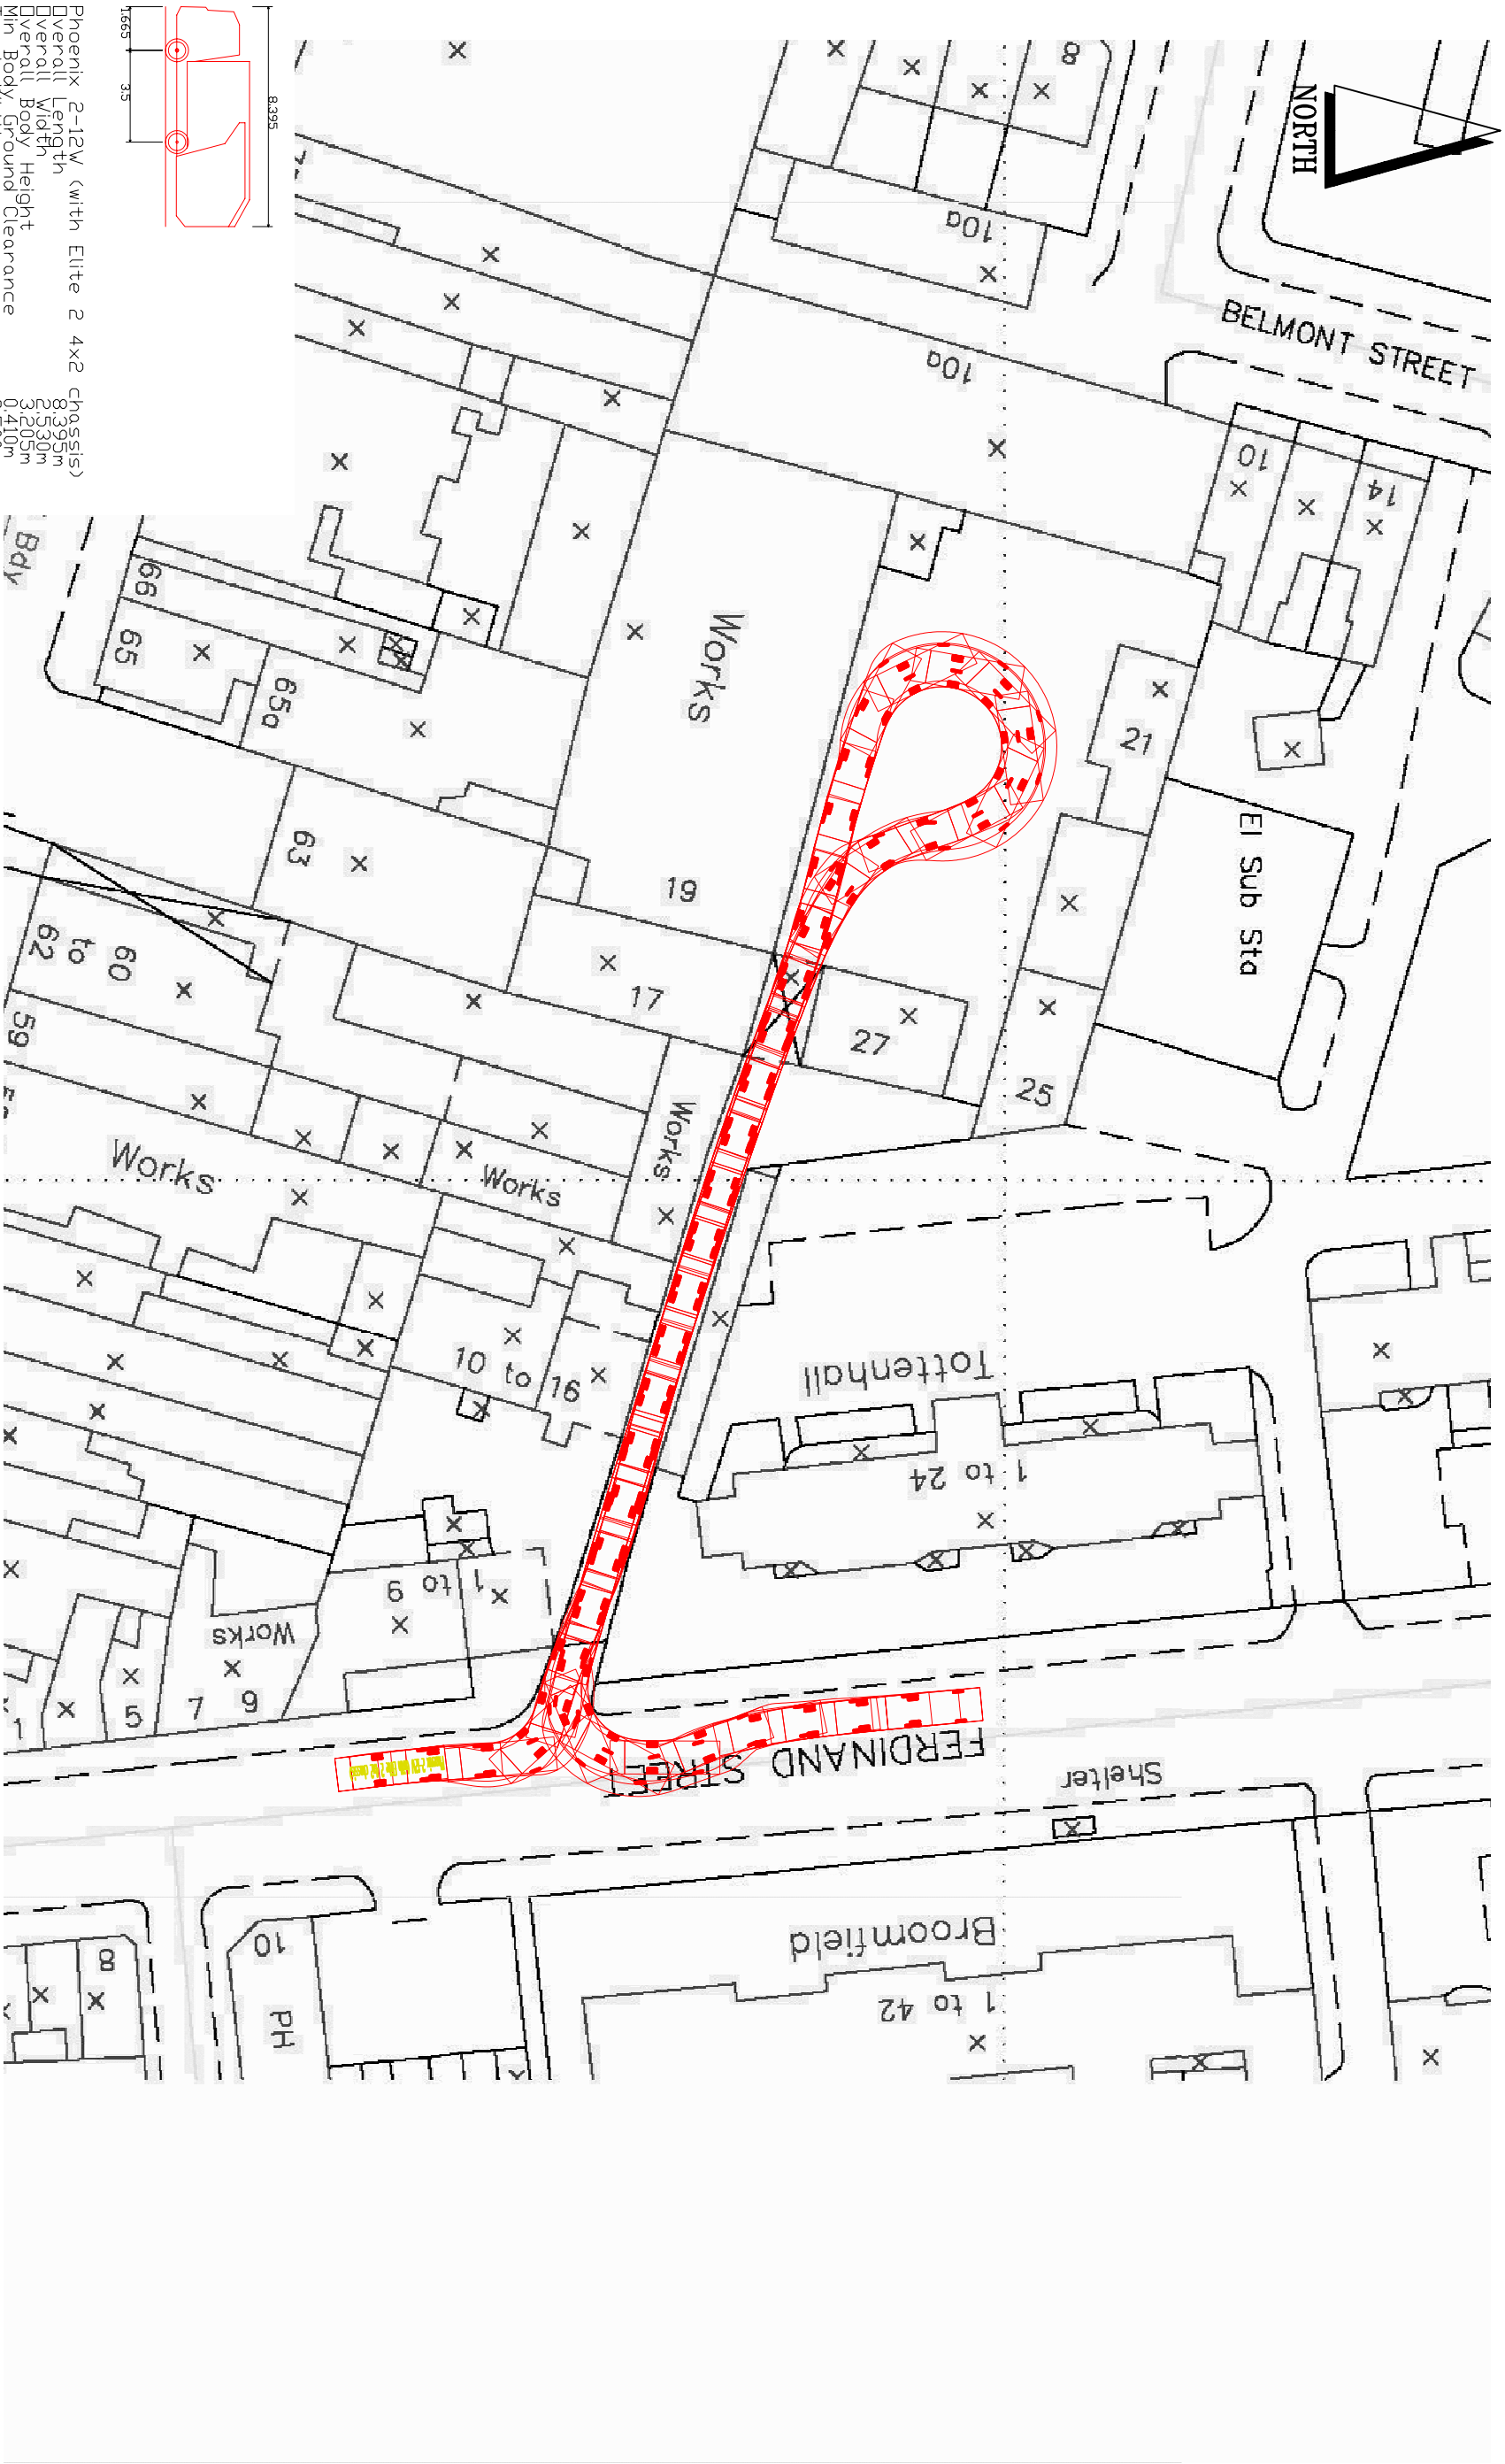 Phoenix 2-12W (with Elite 2 4x2 chassis)
Overall Length 8.395m
Overall Width 2.530m
Overall Body Height 3.205m
Min Body Ground Clearance 0.410m
1.665
3.5
8.395
NORTH
BELMONT STREET
8
10a
10a
10
14
Bdy
66
65
65a
Works
21
El Sub Sta
63
19
17
27
25
60
to
62
59
Works
Works
Works
10 to 16
Tottenhall
1 to 24
1 to 9
Works
1
5
7
9
FERDINAND STREET
Shelter
Broomfield
1 to 42
10
PH
8